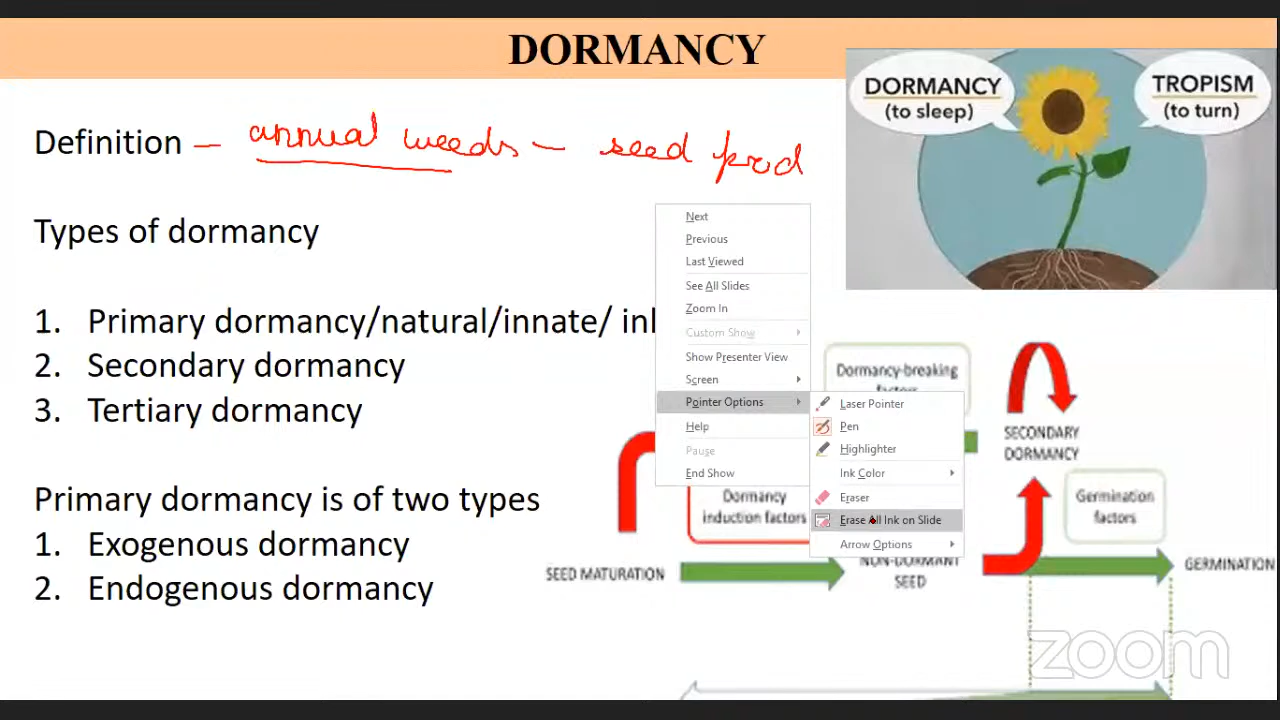 DORMANCY
DORMANCY
(to sleep)
TROPISM
(to turn)
Definition – annual weeds – seed prod
Types of dormancy
1. Primary dormancy/natural/innate/
2. Secondary dormancy
3. Tertiary dormancy
Primary dormancy is of two types
1. Exogenous dormancy
2. Endogenous dormancy
Next
Previous
Last Viewed
See All Slides
Zoom In
Custom Show
Show Presenter View
Screen
Pointer Options
Help
Pause
End Show
Laser Pointer
Pen
Highlighter
Ink Color
Eraser
Erase All Ink on Slide
Arrow Options
Dormancy-breaking
SECONDARY
DORMANCY
Dormancy
induction factors
Germination
factors
SEED MATURATION
NON-DORMANT
SEED
GERMINATION
zoom